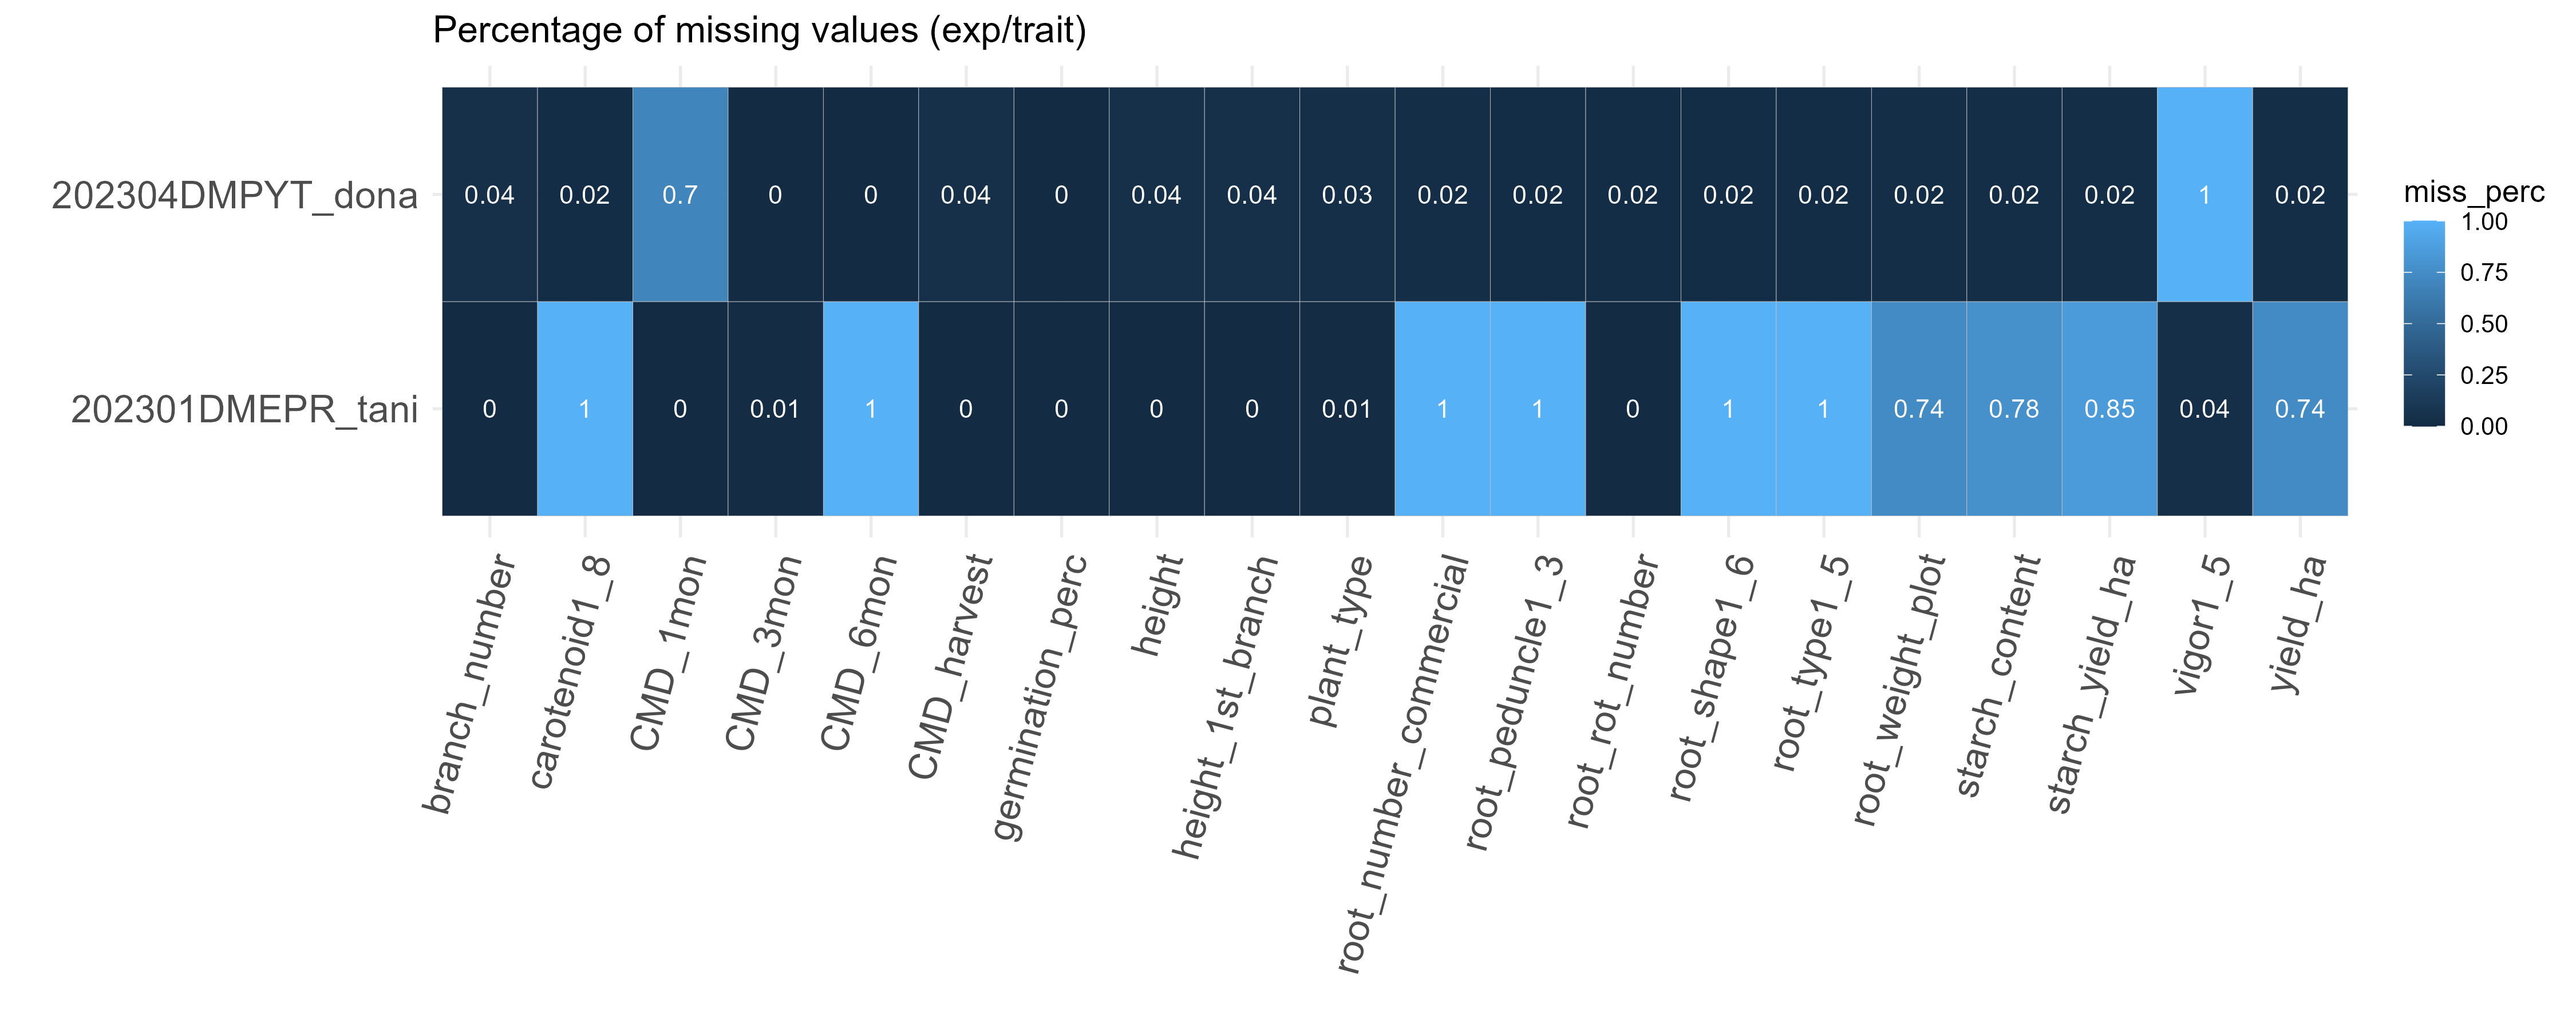 Percentage of missing values (exp/trait)
202304DMPYT_dona 0.04 0.02 0.7 0 0 0.04 0 0.04 0.04 0.03 0.02 0.02 0.02 0.02 0.02 0.02 0.02 0.02 1 0.02
202301DMEPR_tani 0 1 0 0.01 1 0 0 0 0 0.01 1 1 0 1 1 0.74 0.78 0.85 0.04 0.74
branch_number
carotenoid1_8
CMD_1mon
CMD_3mon
CMD_6mon
CMD_harvest
germination_perc
height
height_1st_branch
plant_type
root_number_commercial
root_peduncle1_3
root_rot_number
root_shape1_6
root_type1_5
root_weight_plot
starch_content
starch_yield_ha
vigor1_5
yield_ha
miss_perc
1.00
0.75
0.50
0.25
0.00